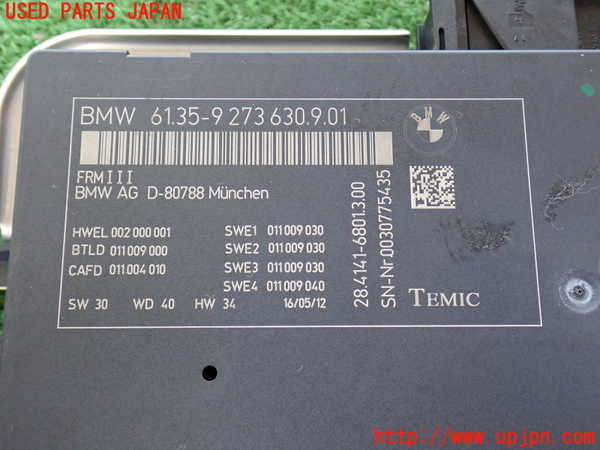 USED PARTS JAPAN
BMW 61.35-9 273 630.9.01
BMW
FRMIII
BMW AG D-80788 München
HWEL 002 000 001
BTLD 011 009 000
CAFD 011 004 010
SWE1 011 009 030
SWE2 011 009 030
SWE3 011 009 030
SWE4 011 009 040
SW 30 WD 40 HW 34 16/05/12
28.4141-6801.3.00
SN-Nr.0030775435
TEMIC
http://www.upjpn.com/